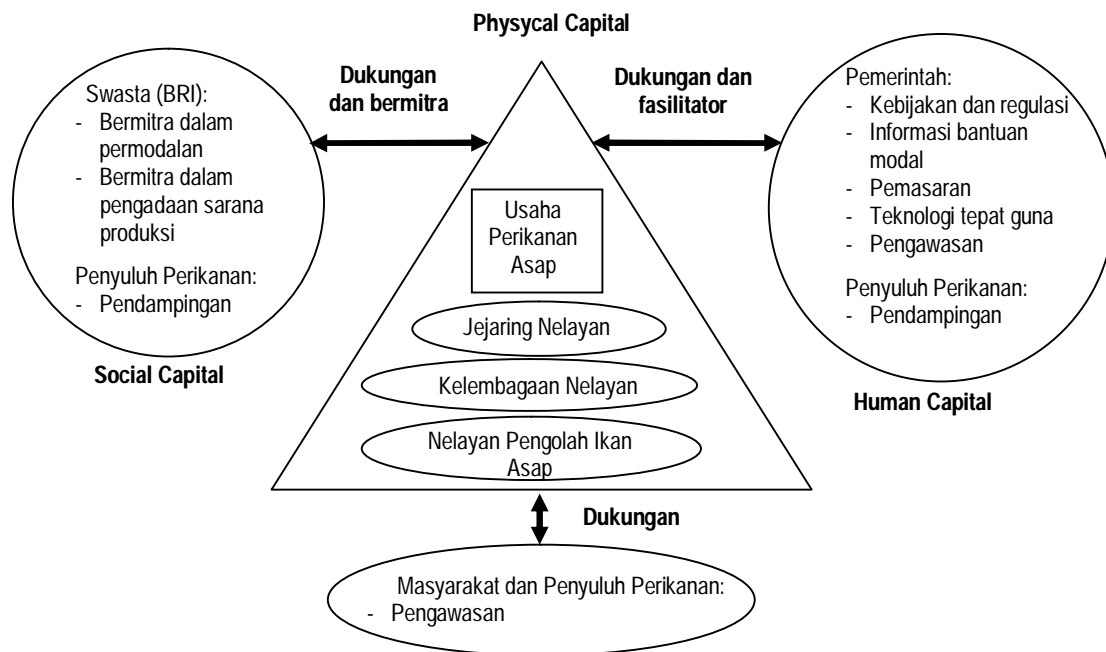 Physycal Capital
Dukungan
dan bermitra
Dukungan dan
fasilitator
Swasta (BRI):
- Bermitra dalam
permodalan
- Bermitra dalam
pengadaan sarana
produksi
Penyuluh Perikanan:
- Pendampingan
Social Capital
Usaha
Perikanan
Asap
Jejaring Nelayan
Kelembagaan Nelayan
Nelayan Pengolah Ikan
Asap
Pemerintah:
- Kebijakan dan regulasi
- Informasi bantuan
modal
- Pemasaran
- Teknologi tepat guna
- Pengawasan
Penyuluh Perikanan:
- Pendampingan
Human Capital
Dukungan
Masyarakat dan Penyuluh Perikanan:
- Pengawasan